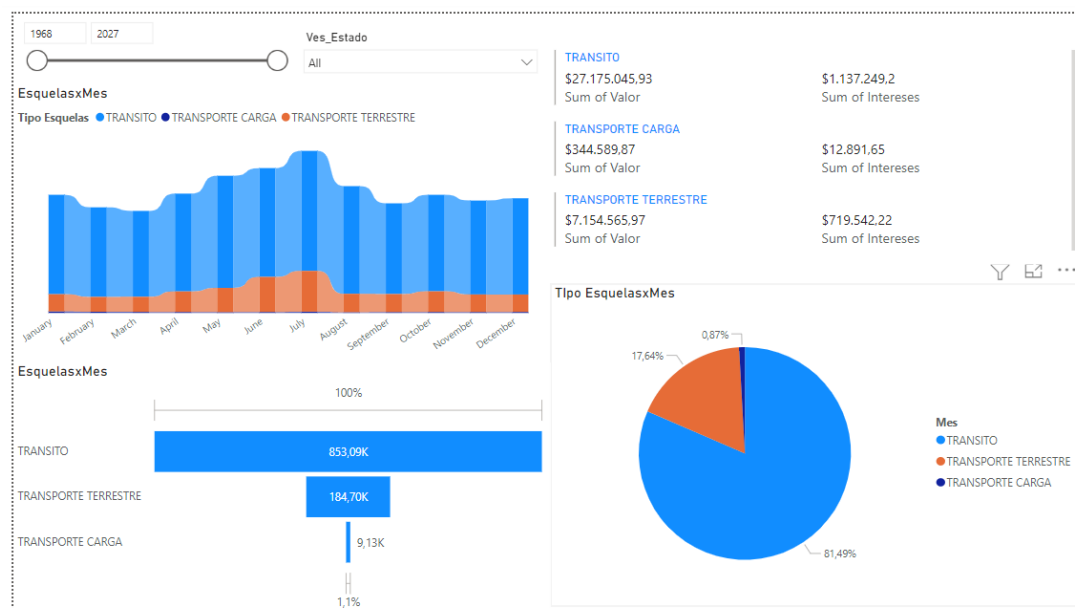 1968
2027
Ves_Estado
All
EsquelasxMes
Tipo Esquelas TRANSITO TRANSPORTE CARGA TRANSPORTE TERRESTRE
January
February
March
April
May
June
July
August
September
October
November
December
EsquelasxMes
100%
TRANSITO
853,09K
TRANSPORTE TERRESTRE
184,70K
TRANSPORTE CARGA
9,13K
1,1%
TRANSITO
$27.175.045,93
$1.137.249,2
Sum of Valor
Sum of Intereses
TRANSPORTE CARGA
$344.589,87
$12.891,65
Sum of Valor
Sum of Intereses
TRANSPORTE TERRESTRE
$7.154.565,97
$719.542,22
Sum of Valor
Sum of Intereses
TIpo EsquelasxMes
0,87%
17,64%
81,49%
Mes
TRANSITO
TRANSPORTE TERRESTRE
TRANSPORTE CARGA